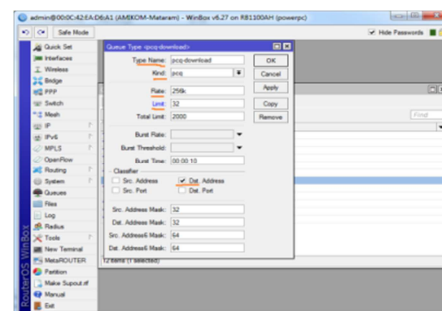 admin@00:0C:42:EA:D6:A1 (AMIKOM-Mataram) - WinBox v6.27 on RB1100AH (powerpc)
Safe Mode
Hide Passwords
Quick Set
Interfaces
Wireless
Bridge
PPP
Switch
Mesh
IP
IPv6
MPLS
OpenFlow
Routing
System
Queues
Files
Log
Radius
Tools
New Terminal
MetaROUTER
Partition
Make Supout.rif
Manual
Exit
RouterOS WinBox
Queue Type <pcq-download>
Type Name: pcq-download
Kind: pcq
Rate: 256k
Limit: 32
Total Limit: 2000
Burst Rate:
Burst Threshold:
Burst Time: 00:00:10
Classifier
Src. Address Dst. Address
Src. Port Dst. Port
Src. Address Mask: 32
Dst. Address Mask: 32
Src. Address6 Mask: 64
Dst. Address6 Mask: 64
OK
Cancel
Apply
Copy
Remove
Find
12 items (1 selected)